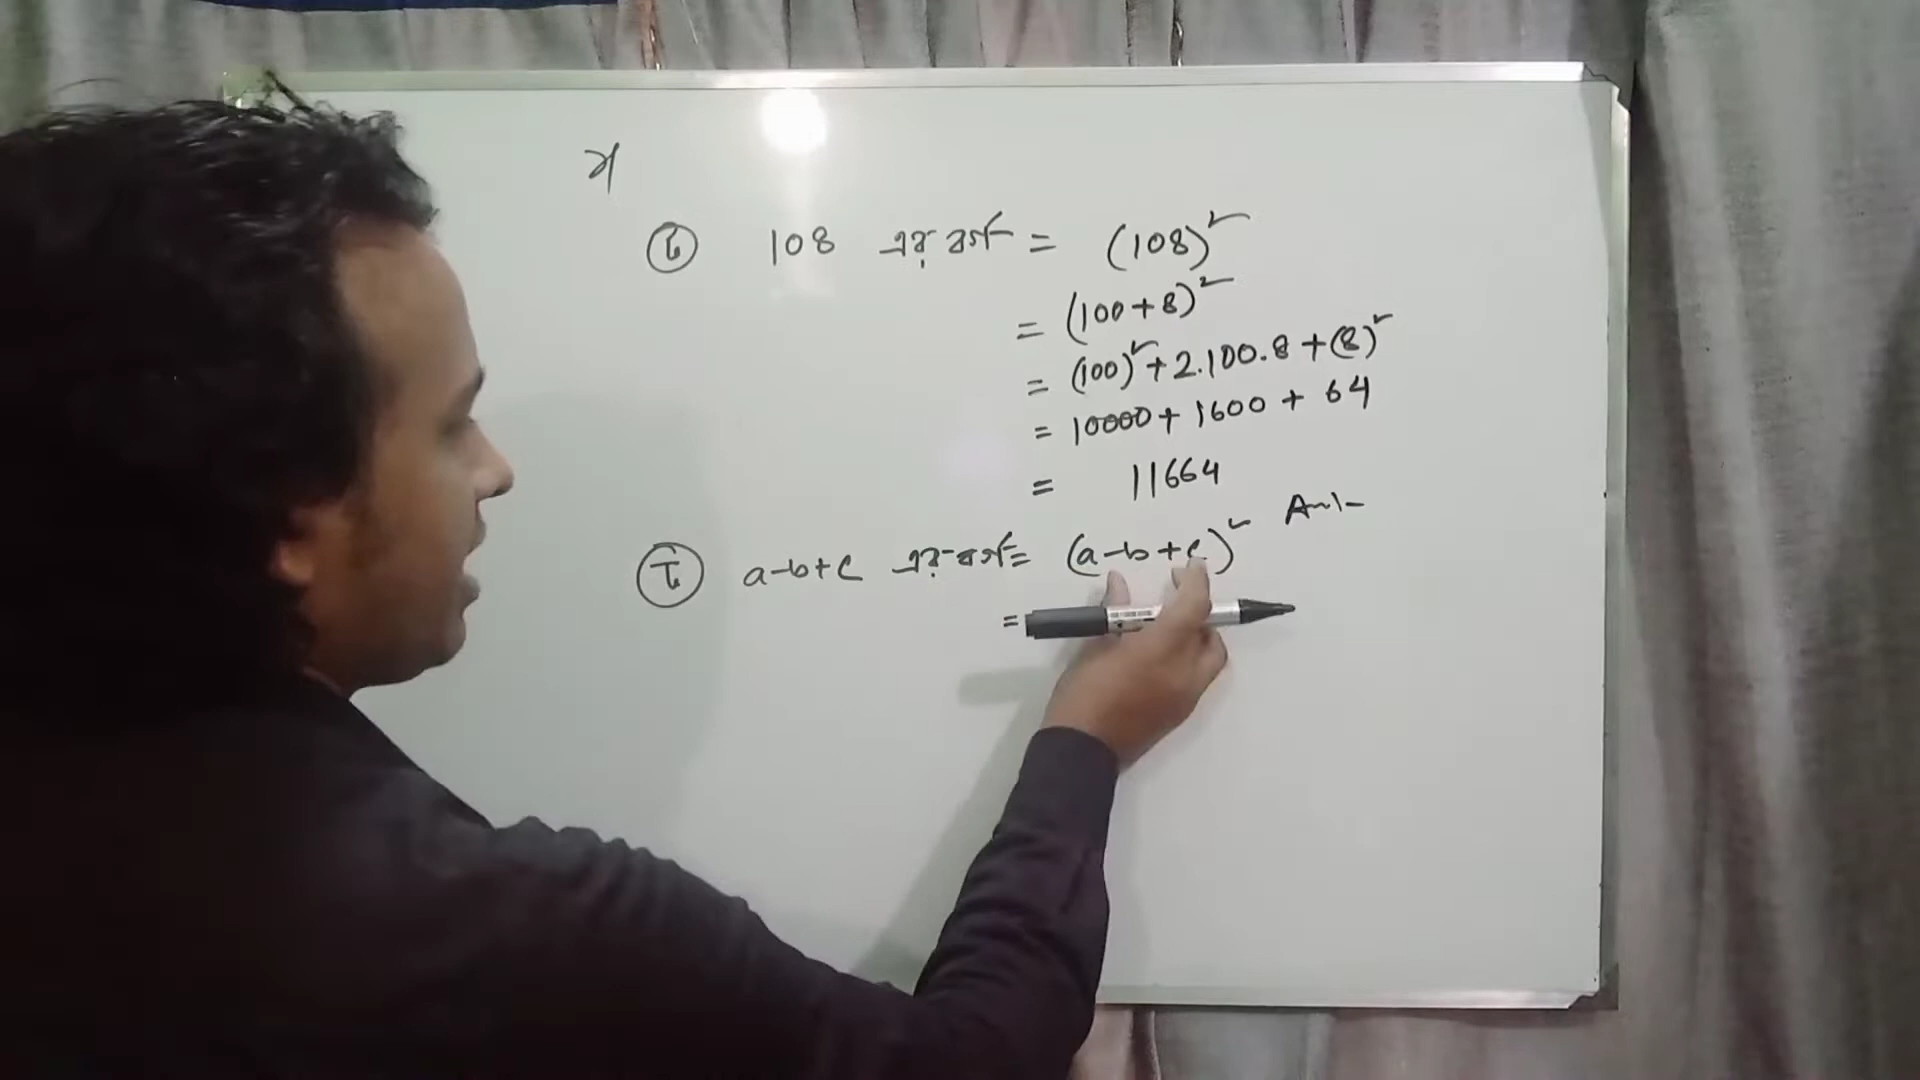 108 এর বর্গ = (108)²
= (100+8)²
= (100)² + 2.100.8 + (8)²
= 10000 + 1600 + 64
= 11664
Ans
a-b+c এর বর্গ = (a-b+c)²
=